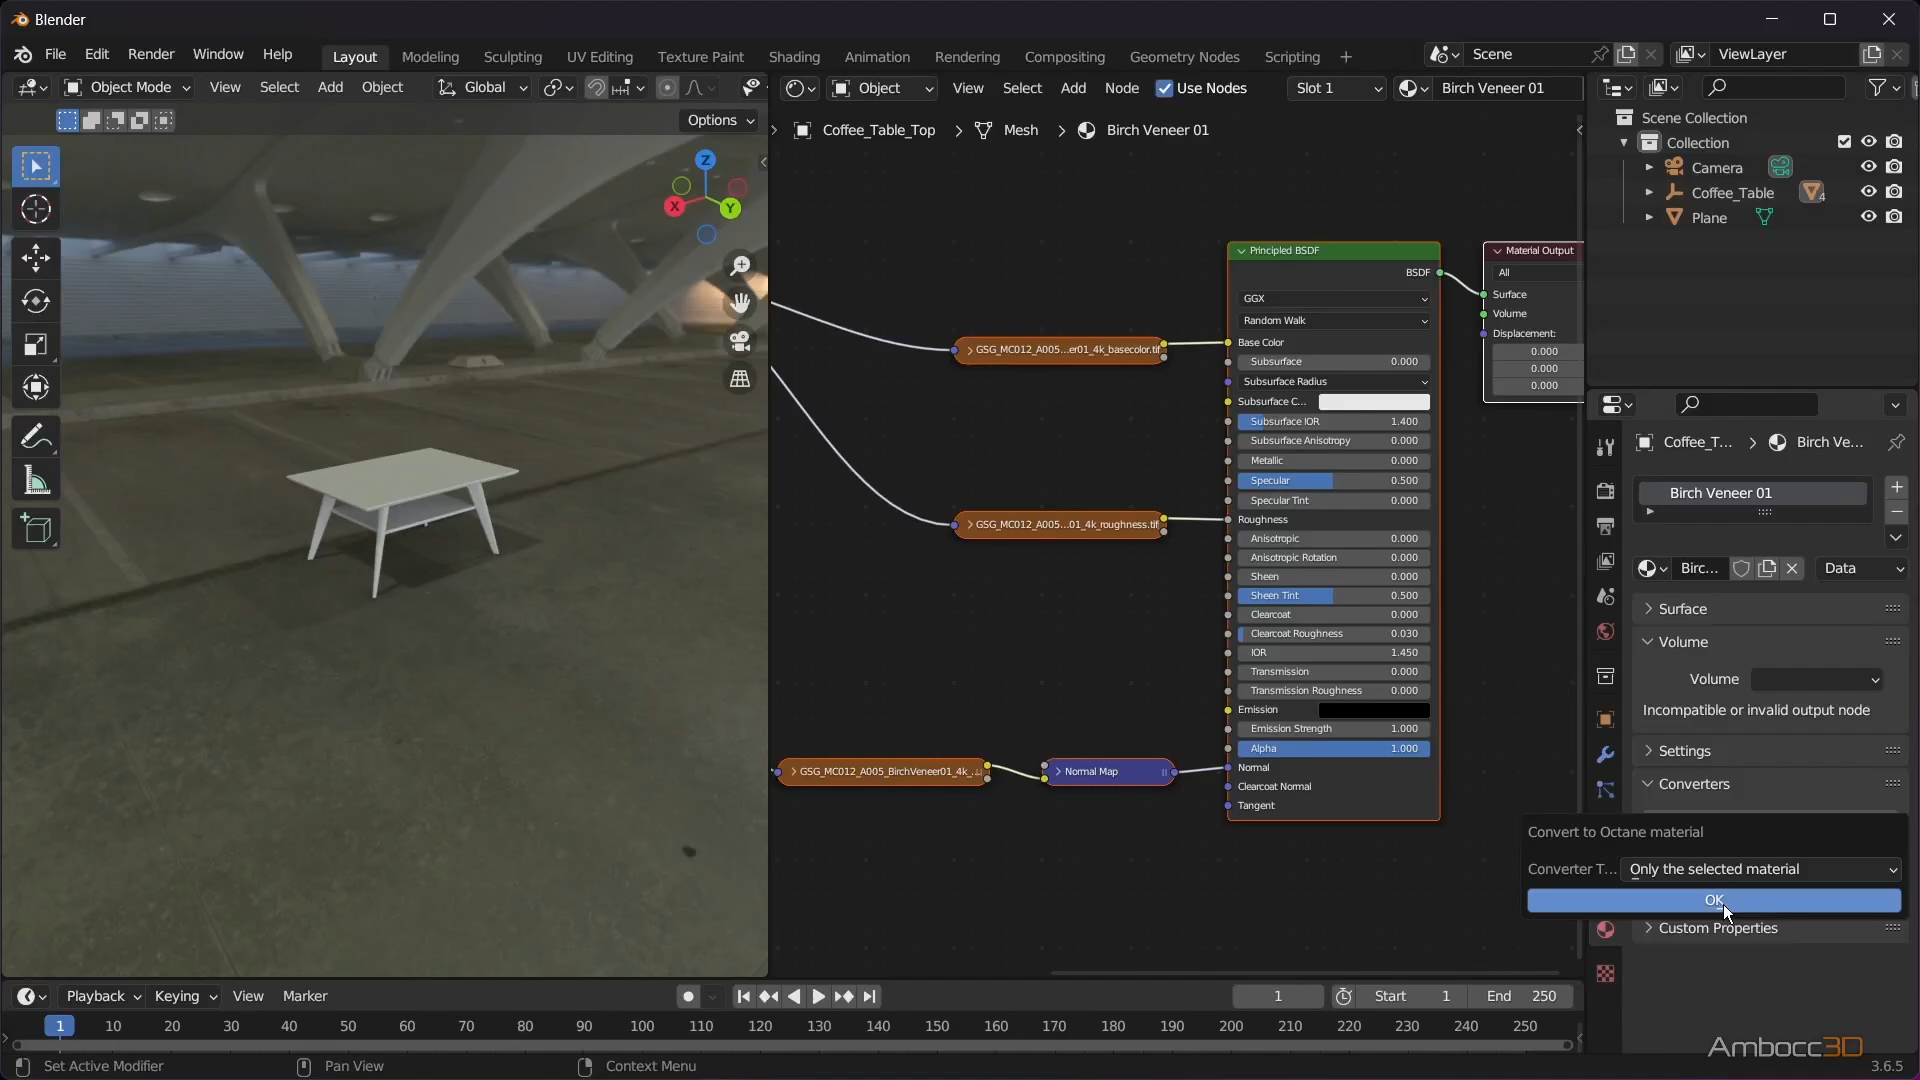 Blender
File Edit Render Window Help Layout Modeling Sculpting UV Editing Texture Paint Shading Animation Rendering Compositing Geometry Nodes Scripting + Scene ViewLayer
Object Mode View Select Add Object Global
Object View Select Add Node Use Nodes Slot 1 Birch Veneer 01
Options
Z
X
Y
Coffee_Table_Top > Mesh > Birch Veneer 01
Principled BSDF
BSDF
GGX
Random Walk
Base Color
Subsurface 0.000
Subsurface Radius
Subsurface C...
Subsurface IOR 1.400
Subsurface Anisotropy 0.000
Metallic 0.000
Specular 0.500
Specular Tint 0.000
Roughness
Anisotropic 0.000
Anisotropic Rotation 0.000
Sheen 0.000
Sheen Tint 0.500
Clearcoat 0.000
Clearcoat Roughness 0.030
IOR 1.450
Transmission 0.000
Transmission Roughness 0.000
Emission
Emission Strength 1.000
Alpha 1.000
Normal
Clearcoat Normal
Tangent
GSG_MC012_A005...er01_4k_basecolor.tif
GSG_MC012_A005...01_4k_roughness.tif
GSG_MC012_A005_BirchVeneer01_4k_...
Normal Map
Material Output
All
Surface
Volume
Displacement:
0.000
0.000
0.000
Scene Collection
Collection
Camera
Coffee_Table 4
Plane
Coffee_T... > Birch Ve...
Birch Veneer 01
Birc... Data
Surface
Volume
Volume
Incompatible or invalid output node
Settings
Converters
Convert to Octane material
Converter T... Only the selected material
OK
Custom Properties
Playback Keying View Marker 1 Start 1 End 250
1 10 20 30 40 50 60 70 80 90 100 110 120 130 140 150 160 170 180 190 200 210 220 230 240 250
Set Active Modifier Pan View Context Menu 3.6.5
Ambocc3D